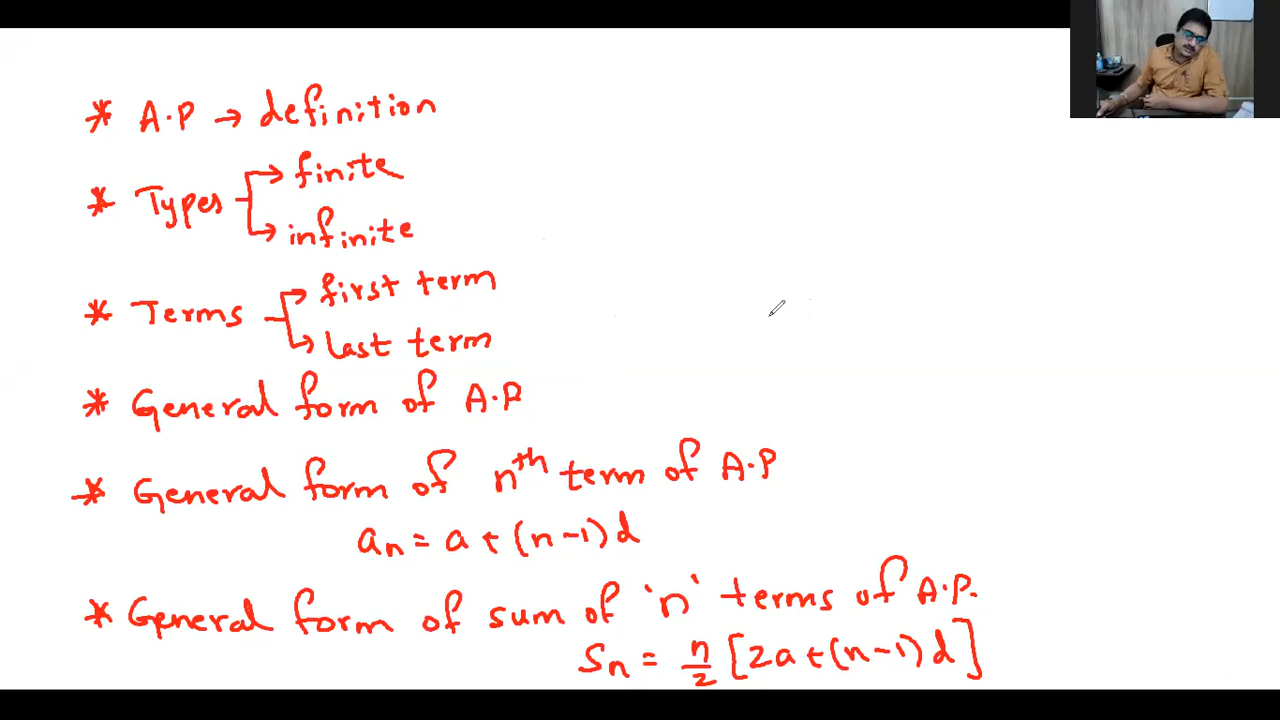 * A.P → definition
* Types → finite
→ infinite
* Terms → first term
→ last term
* General form of A.P
* General form of nth term of A.P
an = a + (n-1)d
* General form of sum of 'n' terms of A.P.
Sn = n/2 [2a+(n-1)d]